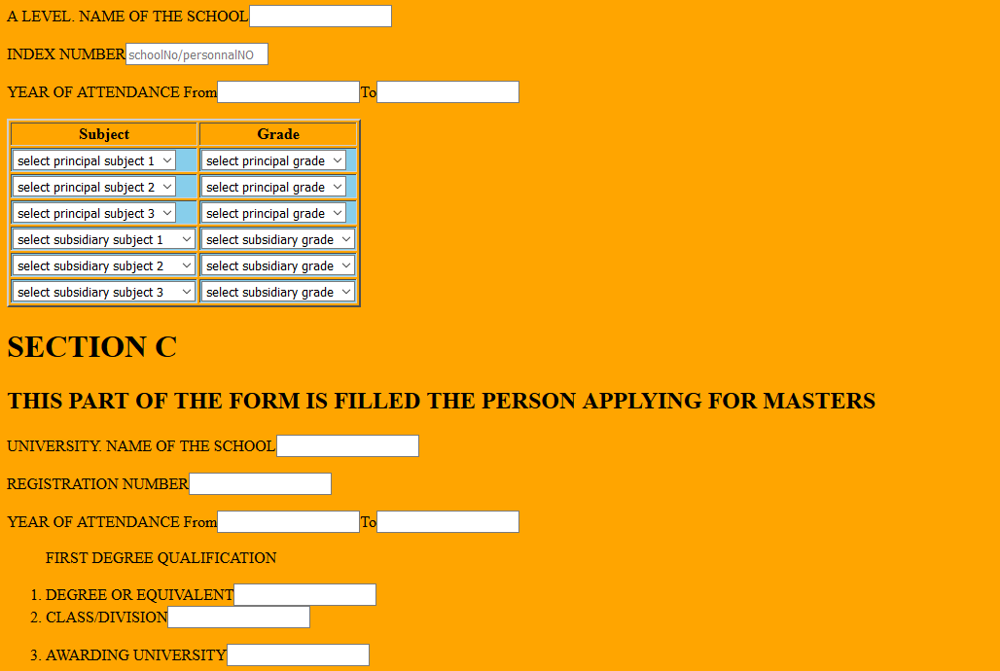 A LEVEL. NAME OF THE SCHOOL
INDEX NUMBER schoolNo/personnalNO
YEAR OF ATTENDANCE From To
Subject Grade
select principal subject 1 select principal grade
select principal subject 2 select principal grade
select principal subject 3 select principal grade
select subsidiary subject 1 select subsidiary grade
select subsidiary subject 2 select subsidiary grade
select subsidiary subject 3 select subsidiary grade
SECTION C
THIS PART OF THE FORM IS FILLED THE PERSON APPLYING FOR MASTERS
UNIVERSITY. NAME OF THE SCHOOL
REGISTRATION NUMBER
YEAR OF ATTENDANCE From To
FIRST DEGREE QUALIFICATION
1. DEGREE OR EQUIVALENT
2. CLASS/DIVISION
3. AWARDING UNIVERSITY